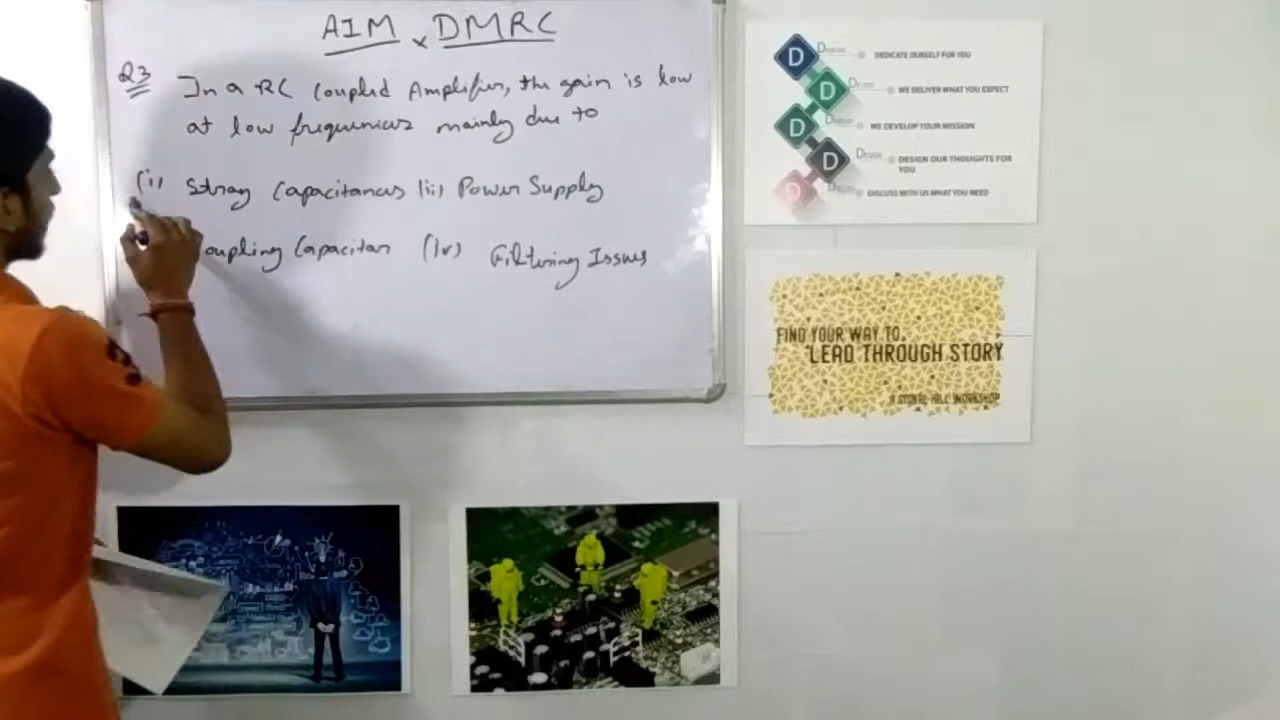 AIM x DMRC
Q3 In a RC Coupled Amplifier, the gain is low
at low frequencies mainly due to
(i) Stray Capacitances (ii) Power Supply
oupling Capacitan (iv) Filtering Issues
D DEDICATE OURSELF FOR YOU
D WE DELIVER WHAT YOU EXPECT
D WE DEVELOP YOUR MISSION
D DESIGN OUR THOUGHTS FOR
YOU
D DISCUSS WITH US WHAT YOU NEED
FIND YOUR WAY TO.
LEAD THROUGH STORY